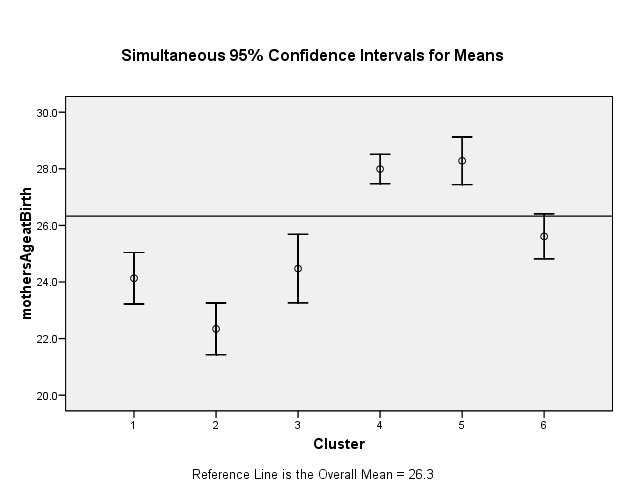 Simultaneous 95% Confidence Intervals for Means
mothersAgeatBirth
30.0
28.0
26.0
24.0
22.0
20.0
1 2 3 4 5 6
Cluster
Reference Line is the Overall Mean = 26.3